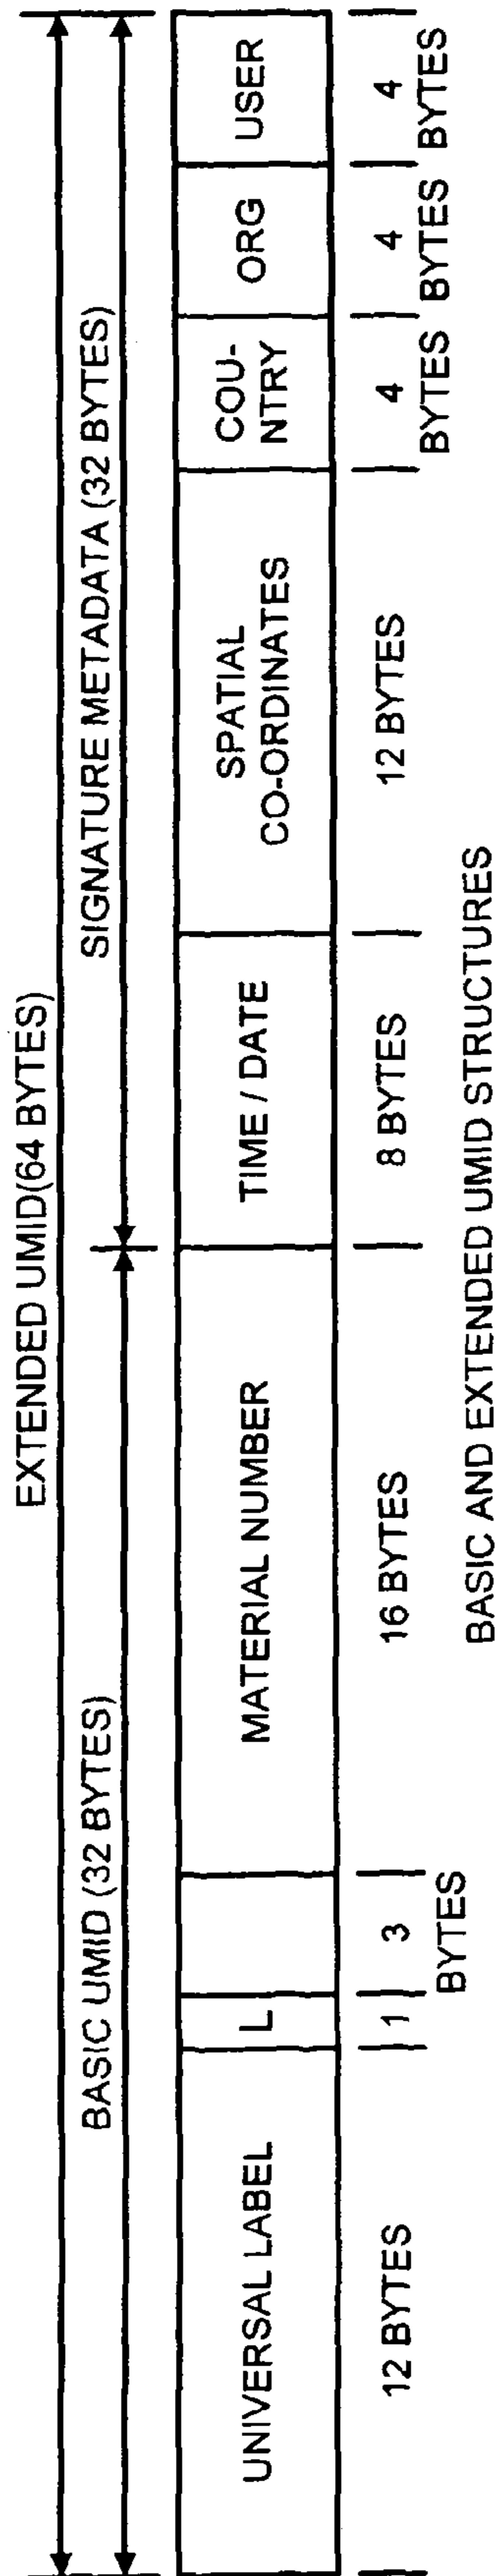 EXTENDED UMID(64 BYTES)
BASIC UMID (32 BYTES)
SIGNATURE METADATA (32 BYTES)
UNIVERSAL LABEL
L
MATERIAL NUMBER
TIME / DATE
SPATIAL
CO-ORDINATES
COU-
NTRY
ORG
USER
12 BYTES
1
3
BYTES
16 BYTES
8 BYTES
12 BYTES
4
BYTES
4
BYTES
4
BYTES
BASIC AND EXTENDED UMID STRUCTURES